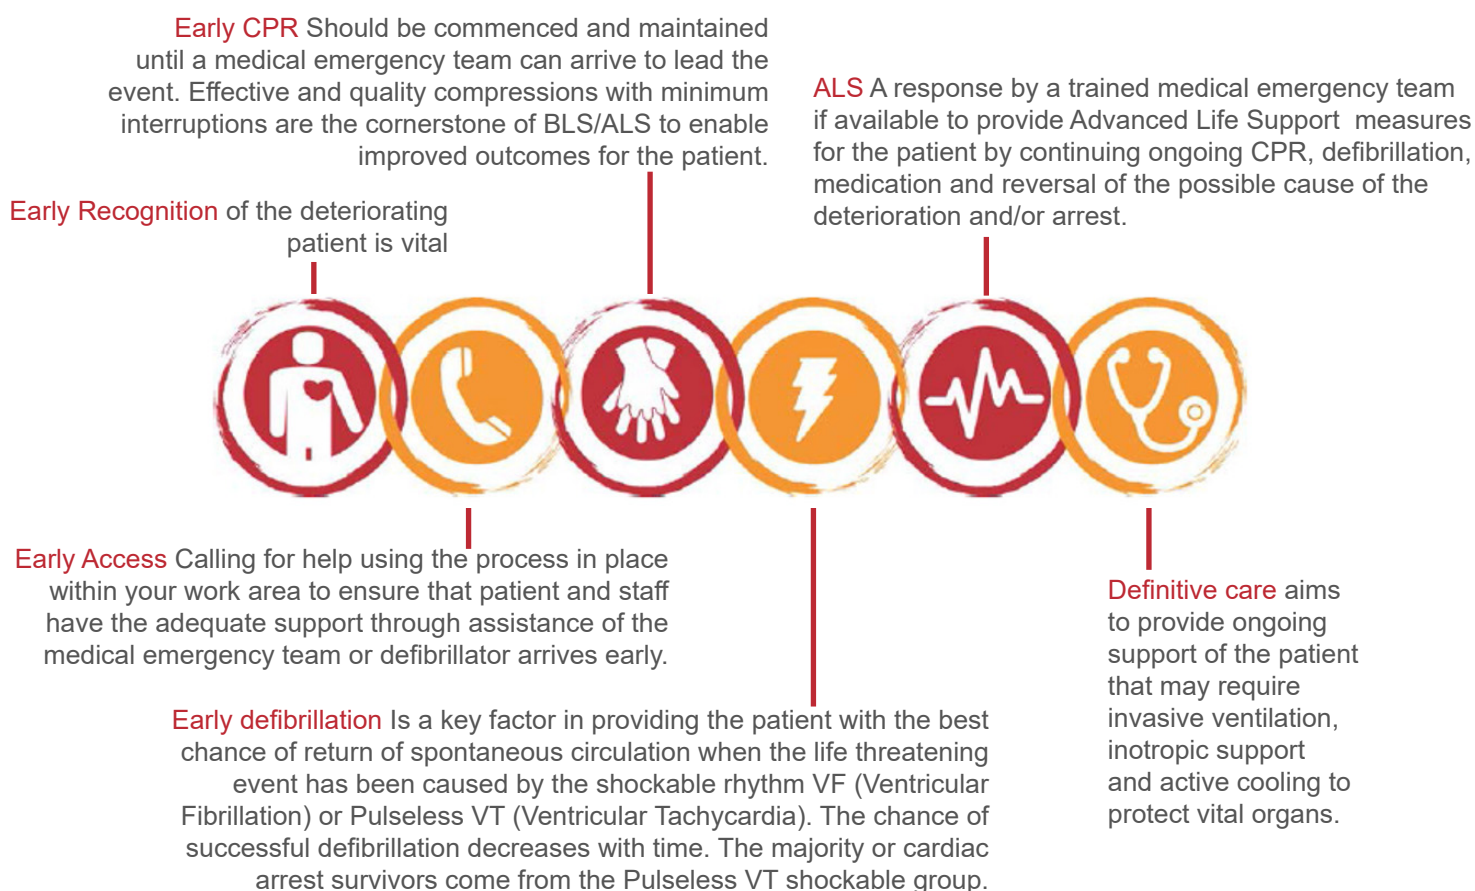 Early CPR Should be commenced and maintained
until a medical emergency team can arrive to lead the
event. Effective and quality compressions with minimum
interruptions are the cornerstone of BLS/ALS to enable
improved outcomes for the patient.
ALS A response by a trained medical emergency team
if available to provide Advanced Life Support measures
for the patient by continuing ongoing CPR, defibrillation,
medication and reversal of the possible cause of the
deterioration and/or arrest.
Early Recognition of the deteriorating
patient is vital
Early Access Calling for help using the process in place
within your work area to ensure that patient and staff
have the adequate support through assistance of the
medical emergency team or defibrillator arrives early.
Early defibrillation Is a key factor in providing the patient with the best
chance of return of spontaneous circulation when the life threatening
event has been caused by the shockable rhythm VF (Ventricular
Fibrillation) or Pulseless VT (Ventricular Tachycardia). The chance of
successful defibrillation decreases with time. The majority or cardiac
arrest survivors come from the Pulseless VT shockable group.
Definitive care aims
to provide ongoing
support of the patient
that may require
invasive ventilation,
inotropic support
and active cooling to
protect vital organs.